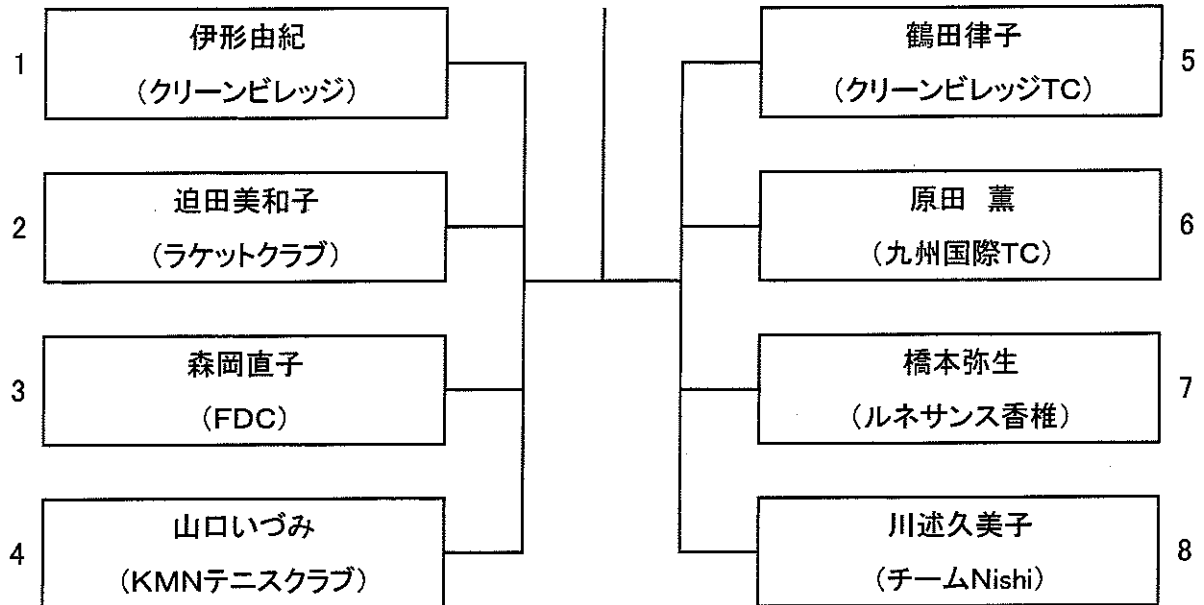 1
伊形由紀
(クリーンビレッジ)
2
迫田美和子
(ラケットクラブ)
3
森岡直子
(FDC)
4
山口いづみ
(KMNテニスクラブ)
鶴田律子
(クリーンビレッジTC)
5
原田　薫
(九州国際TC)
6
橋本弥生
(ルネサンス香椎)
7
川述久美子
(チームNishi)
8